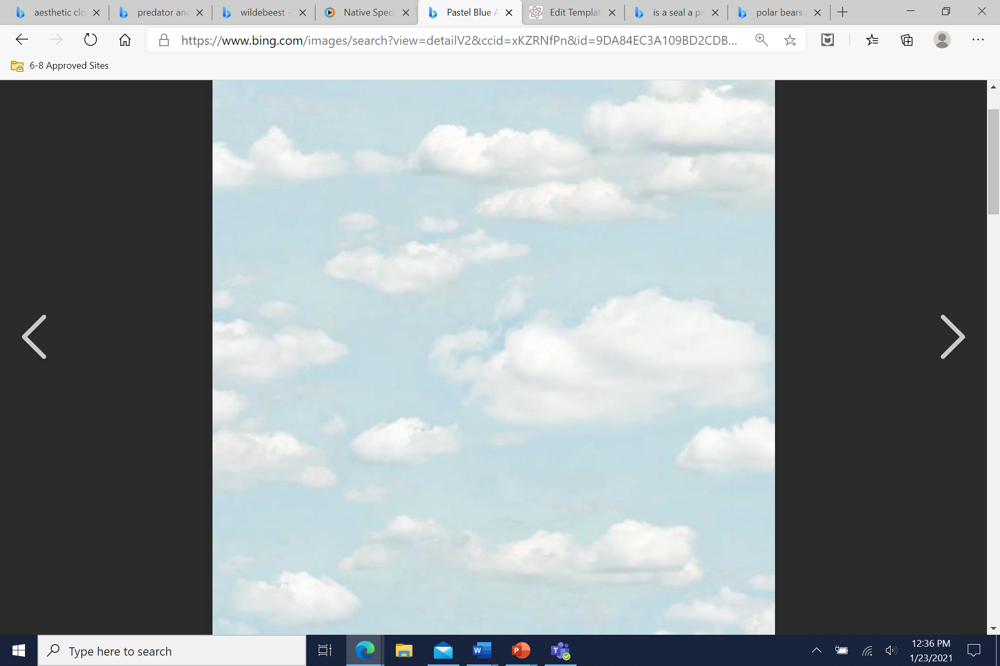 aesthetic clo
predator and
wildebeest -
Native Speci
Pastel Blue A
Edit Templat
is a seal a pr
polar bears
https://www.bing.com/images/search?view=detailV2&ccid=xKZRNfPn&id=9DA84EC3A109BD2CDB...
6-8 Approved Sites
Type here to search
12:36 PM
1/23/2021